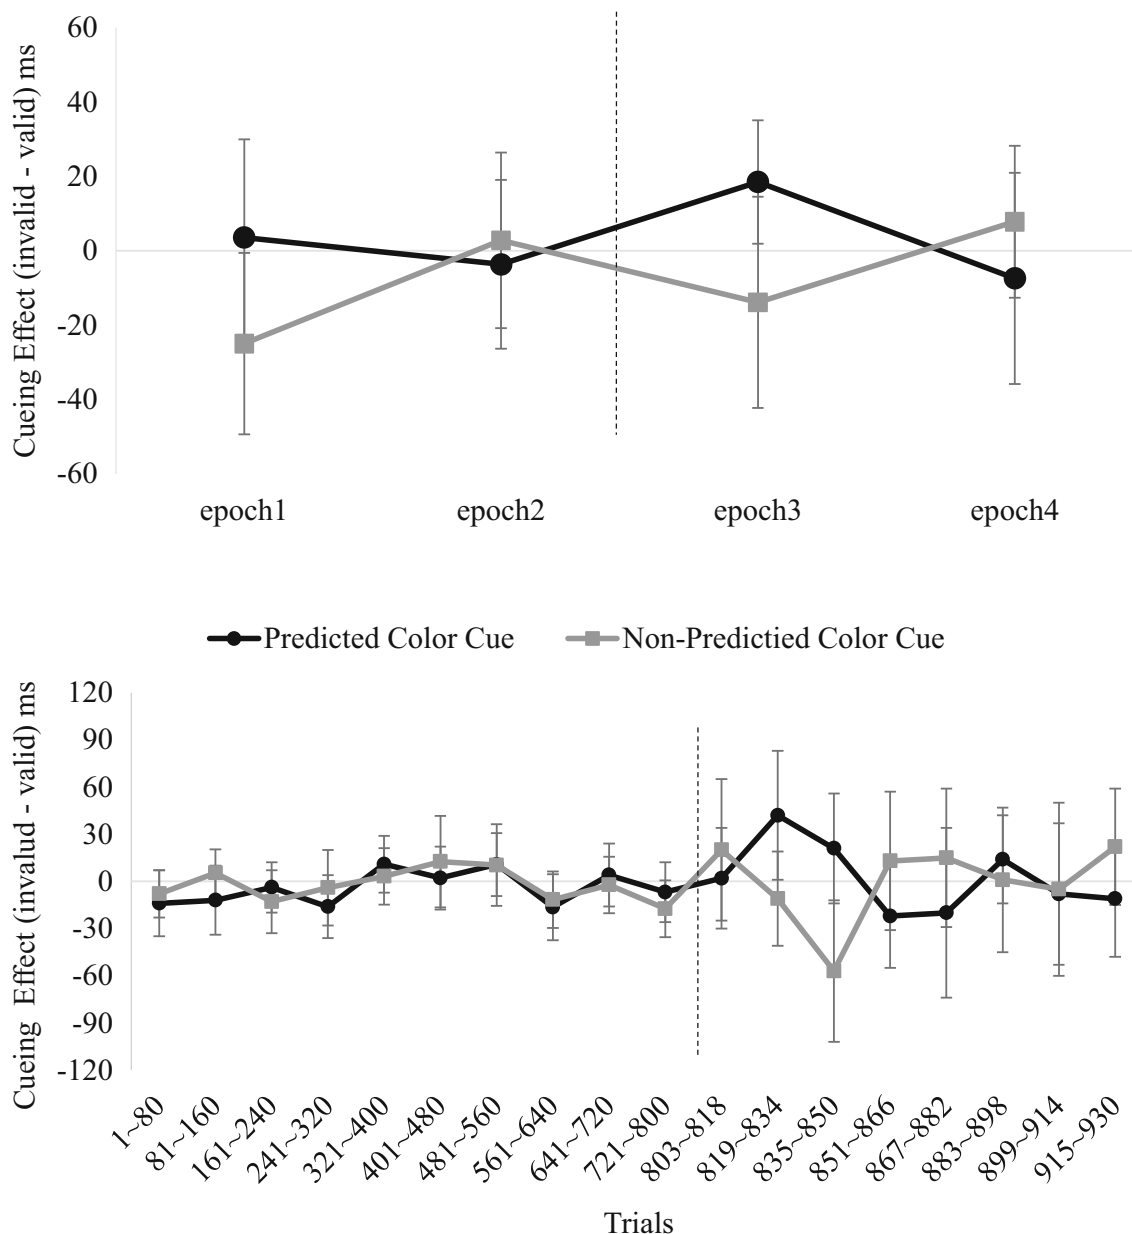 Cueing Effect (invalid - valid) ms
60
40
20
0
-20
-40
-60
epoch1 epoch2 epoch3 epoch4
Predicted Color Cue Non-Predictied Color Cue
Cueing Effect (invalud - valid) ms
120
90
60
30
0
-30
-60
-90
-120
1~80 81~160 161~240 241~320 321~400 401~480 481~560 561~640 641~720 721~800 803~818 819~834 835~850 851~866 867~882 883~898 899~914 915~930
Trials